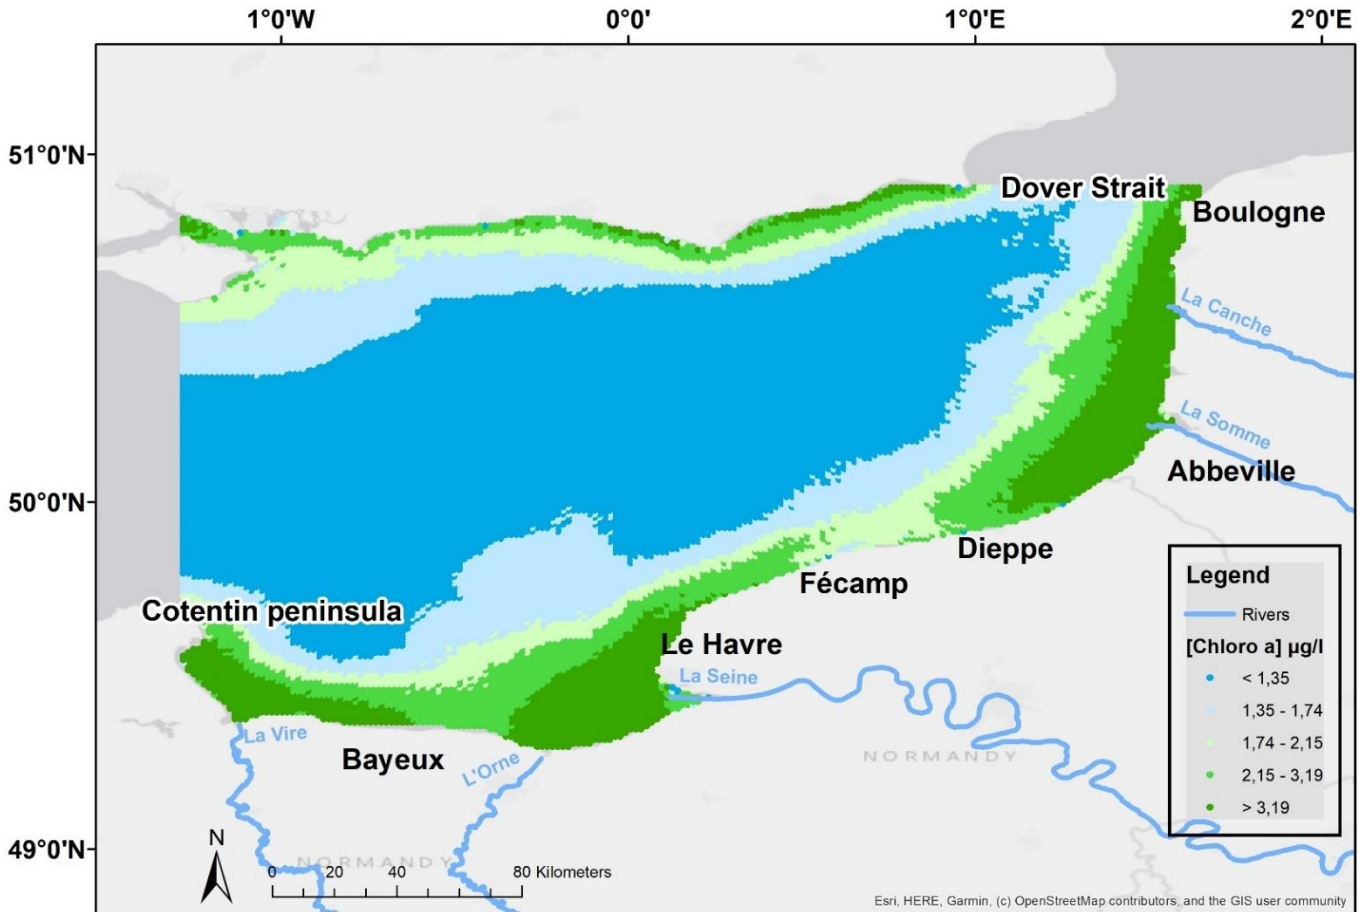 1°0'W
0°0'
1°0'E
2°0'E
51°0'N
Dover Strait
Boulogne
La Canche
La Somme
Abbeville
50°0'N
Dieppe
Fécamp
Cotentin peninsula
Le Havre
La Seine
La Vire
Bayeux
L'Orne
NORMANDY
Legend
Rivers
[Chloro a] µg/l
< 1,35
1,35 - 1,74
1,74 - 2,15
2,15 - 3,19
> 3,19
49°0'N
N
NORMANDY
0 20 40 80 Kilometers
Esri, HERE, Garmin, (c) OpenStreetMap contributors, and the GIS user community